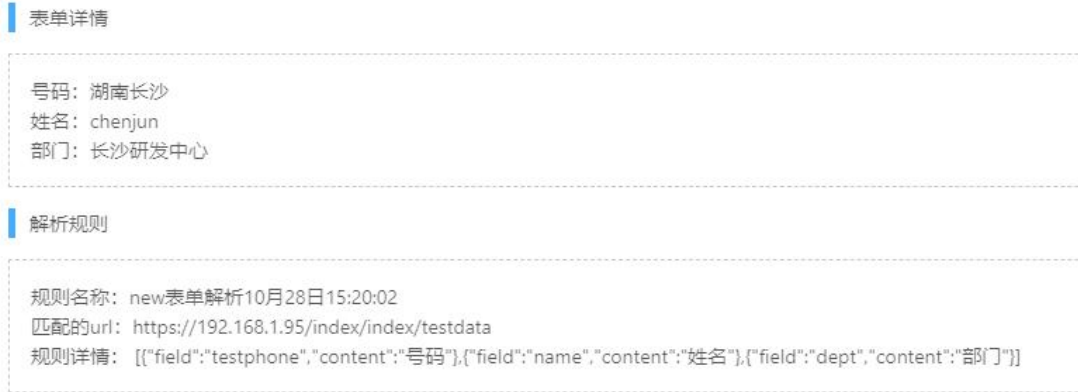 表单详情
号码：湖南长沙
姓名：chenjun
部门：长沙研发中心
解析规则
规则名称：new表单解析10月28日15:20:02
匹配的url：https://192.168.1.95/index/index/testdata
规则详情： [{"field":"testphone","content":"号码"},{"field":"name","content":"姓名"},{"field":"dept","content":"部门"}]